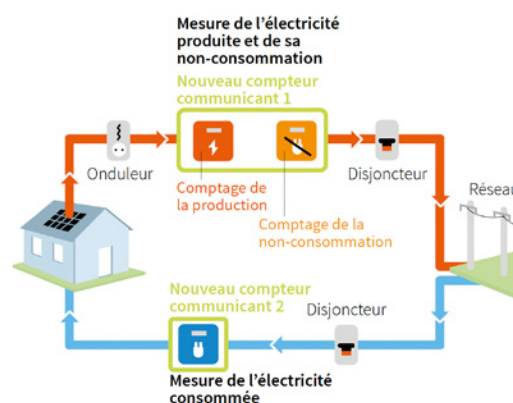 Mesure de l’électricité
produite et de sa
non-consommation
Nouveau compteur
communicant 1
Onduleur
Comptage de
la production
Comptage de la
non-consommation
Disjoncteur
Réseau
Nouveau compteur
communicant 2
Disjoncteur
Mesure de l’électricité
consommée